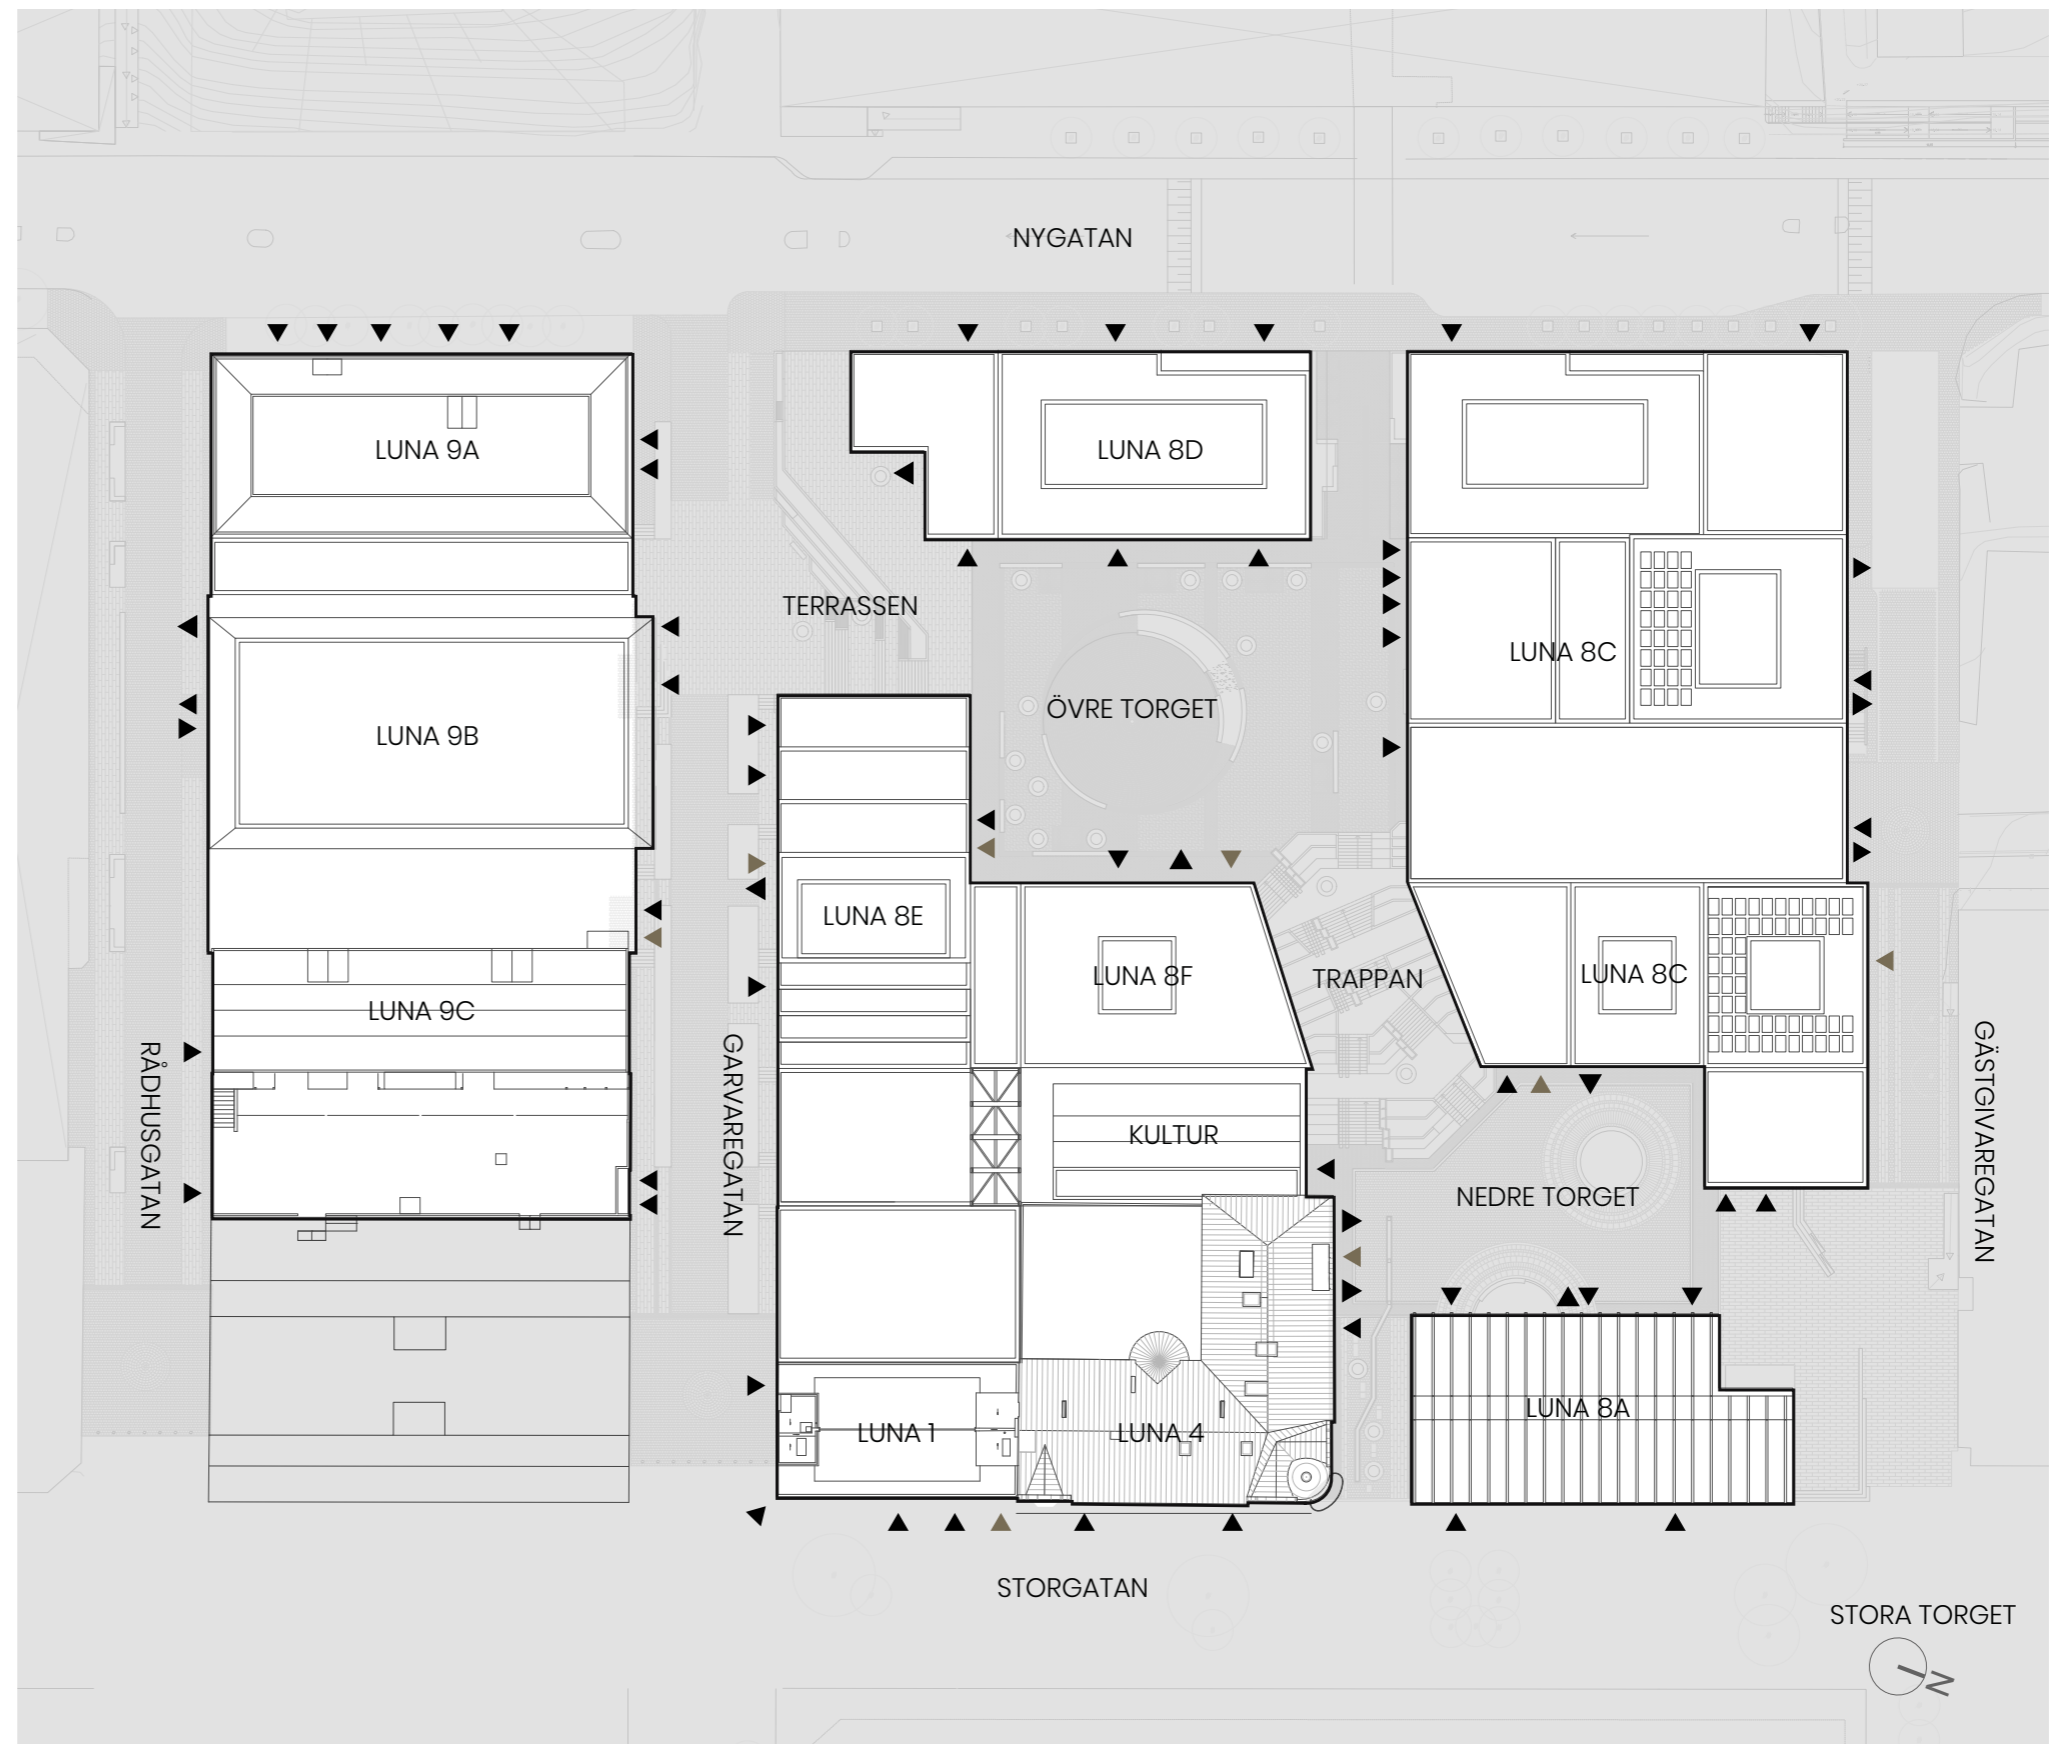 NYGATAN
LUNA 9A
LUNA 8D
TERRASSEN
LUNA 8C
ÖVRE TORGET
LUNA 9B
LUNA 8E
LUNA 8F
TRAPPAN
LUNA 8C
LUNA 9C
RÅDHUSGATAN
GARVAREGATAN
GÄSTGIVAREGATAN
KULTUR
NEDRE TORGET
LUNA 8A
LUNA 1
LUNA 4
STORGATAN
STORA TORGET
N